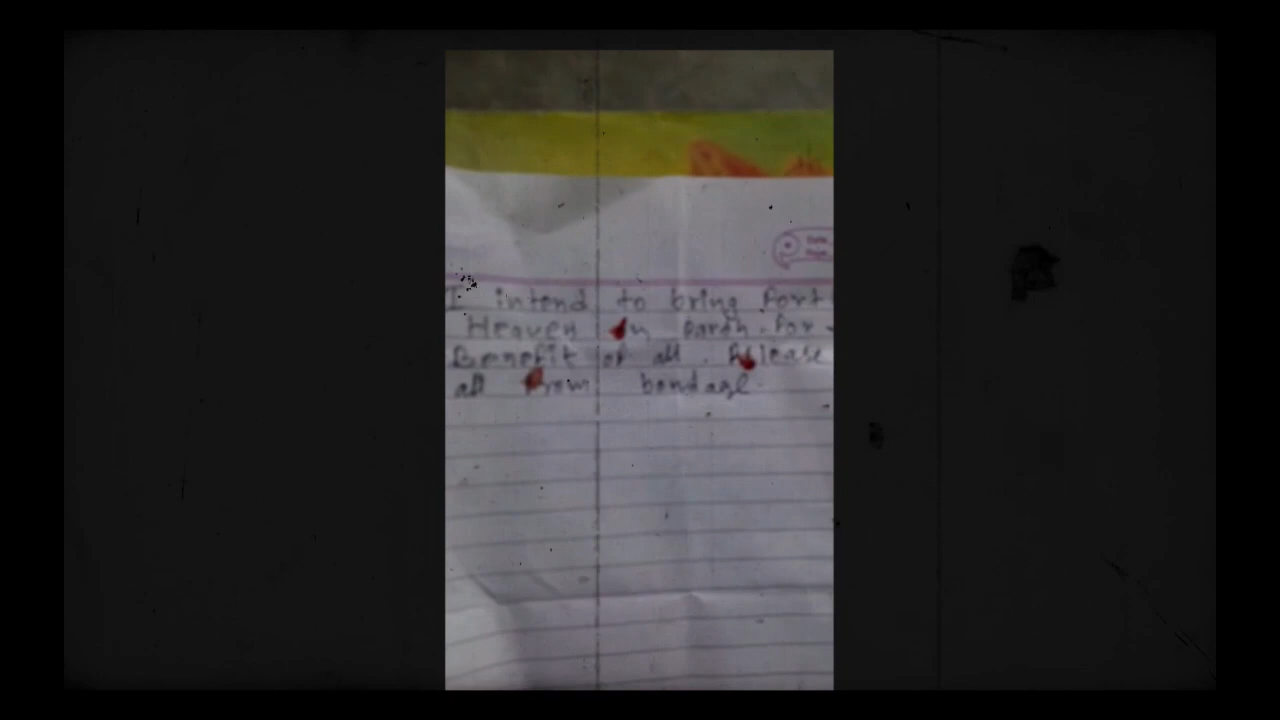 I intend to bring fort
Heaven on Earth. for
Benefit of all. Release
all from bondage.